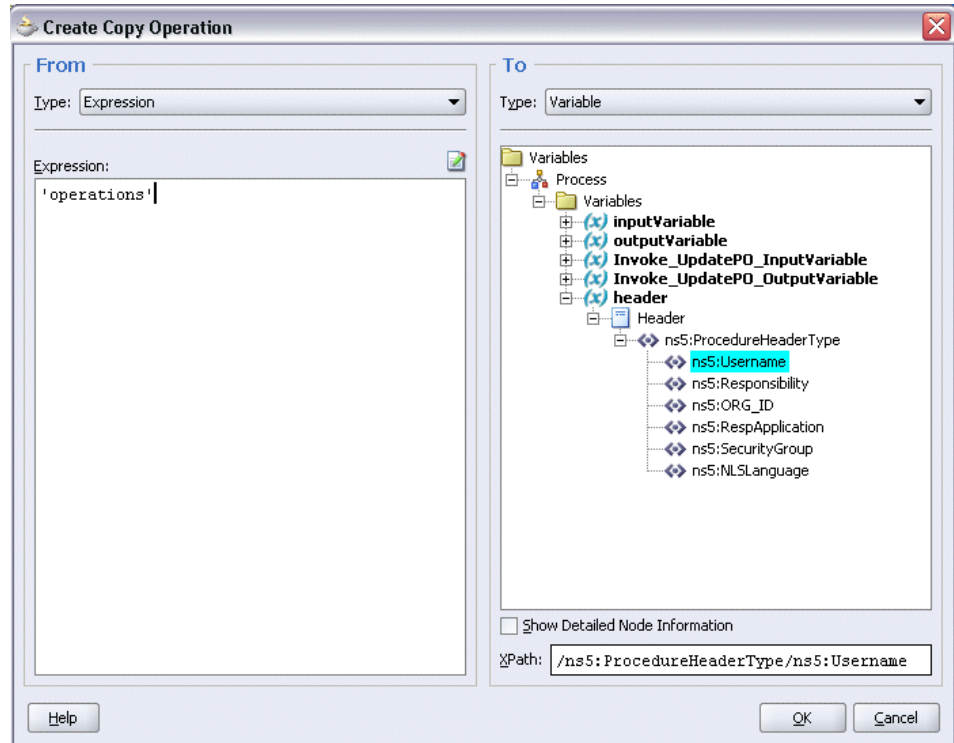 Create Copy Operation
From
Type: Expression
Expression:
'operations'
To
Type: Variable
Variables
Process
Variables
(x) inputVariable
(x) outputVariable
(x) Invoke_UpdatePO_InputVariable
(x) Invoke_UpdatePO_OutputVariable
(x) header
Header
ns5:ProcedureHeaderType
ns5:Username
ns5:Responsibility
ns5:ORG_ID
ns5:RespApplication
ns5:SecurityGroup
ns5:NLSLanguage
Show Detailed Node Information
XPath: /ns5:ProcedureHeaderType/ns5:Username
Help
OK
Cancel